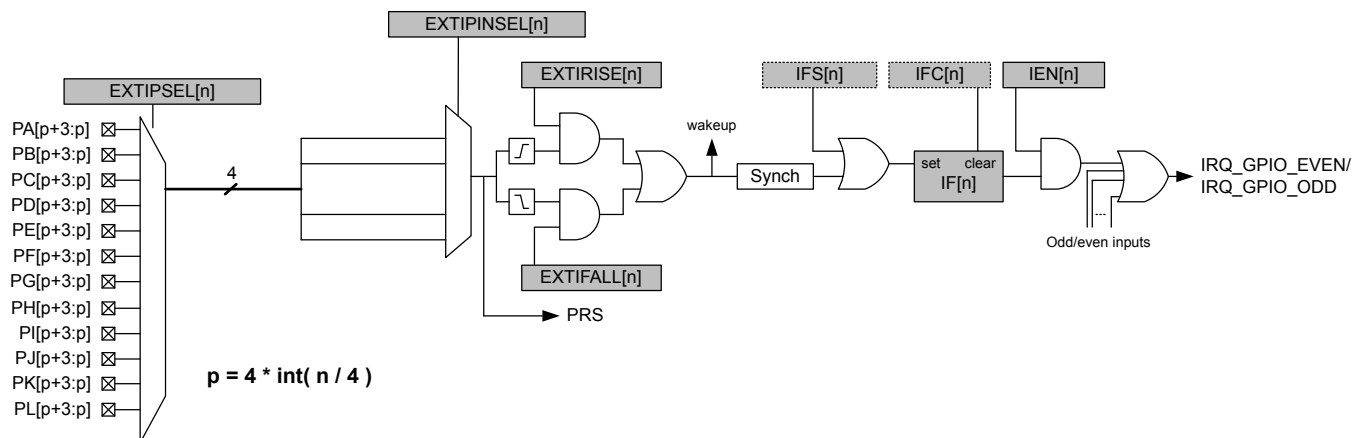 EXTIPINSEL[n]
EXTIPSEL[n]
EXTIRISE[n]
IFS[n]
IFC[n]
IEN[n]
PA[p+3:p]
PB[p+3:p]
PC[p+3:p]
PD[p+3:p]
PE[p+3:p]
PF[p+3:p]
PG[p+3:p]
PH[p+3:p]
PI[p+3:p]
PJ[p+3:p]
PK[p+3:p]
PL[p+3:p]
4
wakeup
Synch
set clear
IF[n]
IRQ_GPIO_EVEN/
IRQ_GPIO_ODD
...
Odd/even inputs
EXTIFALL[n]
PRS
p = 4 * int( n / 4 )